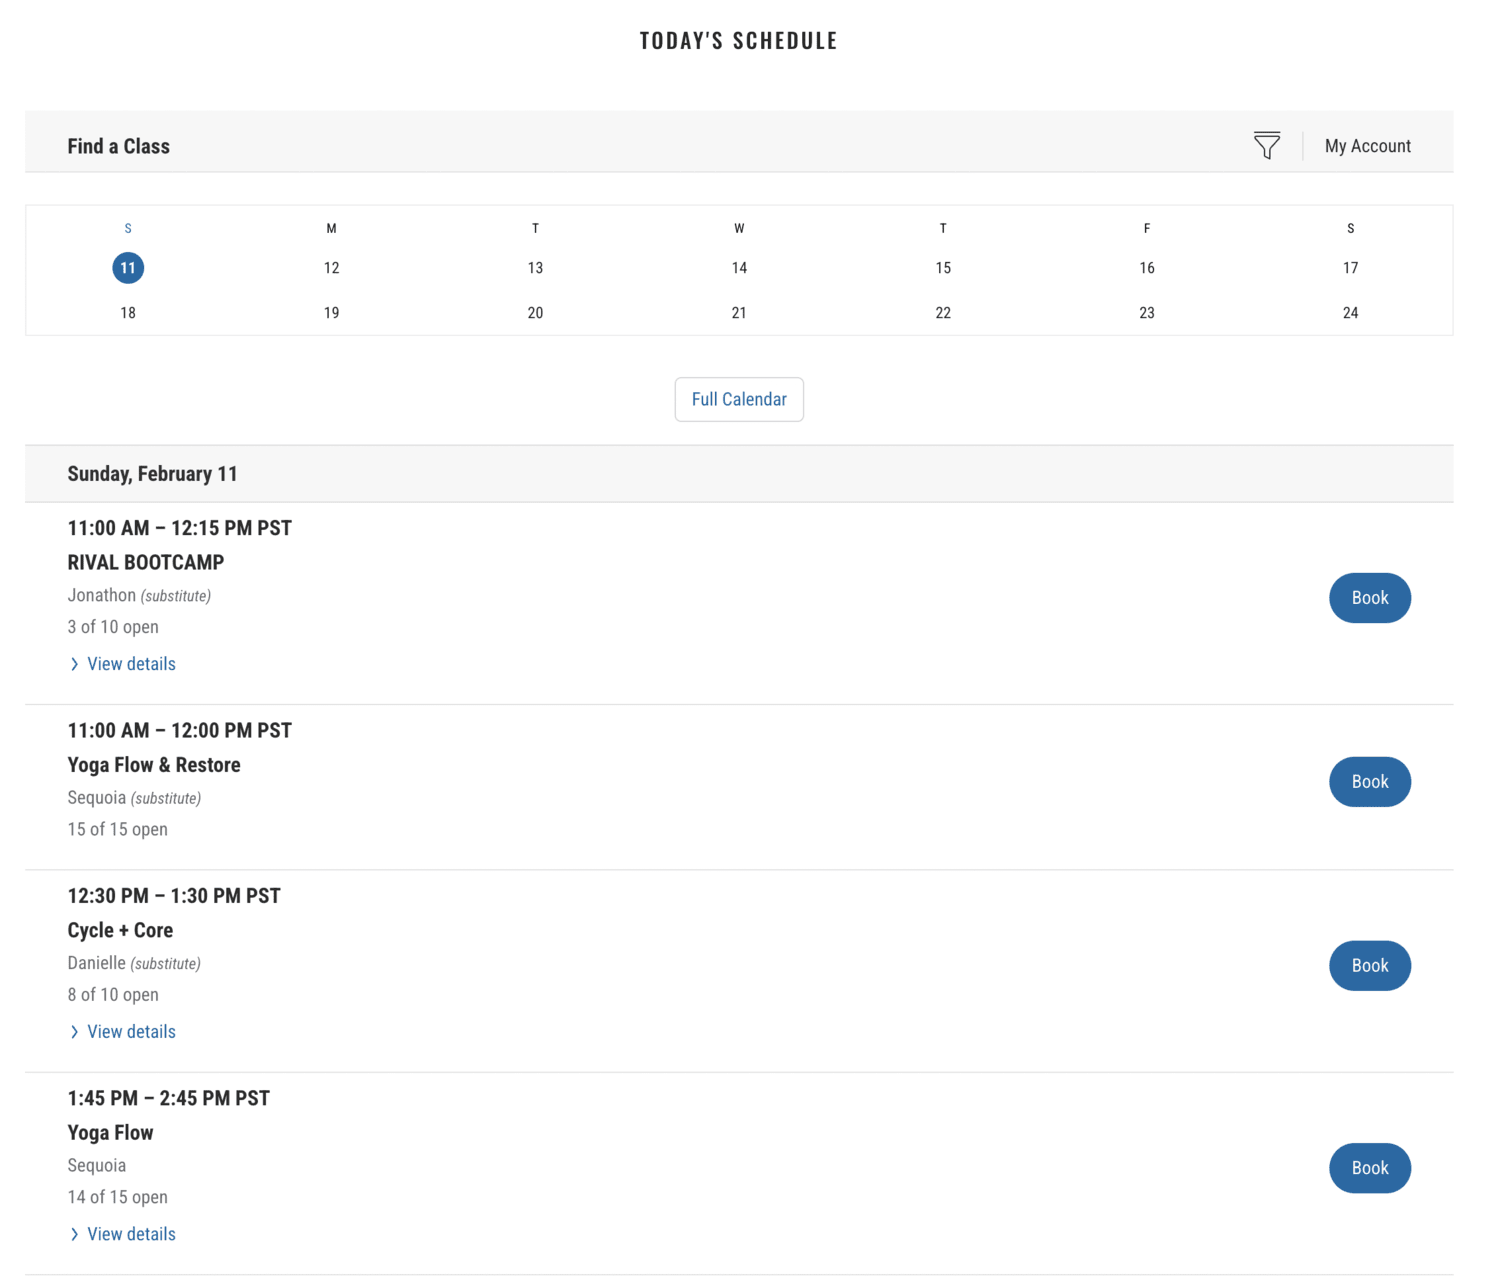 TODAY'S SCHEDULE
Find a Class
My Account
S M T W T F S
11 12 13 14 15 16 17
18 19 20 21 22 23 24
Full Calendar
Sunday, February 11
11:00 AM – 12:15 PM PST
RIVAL BOOTCAMP
Jonathon (substitute)
3 of 10 open
View details
Book
11:00 AM – 12:00 PM PST
Yoga Flow & Restore
Sequoia (substitute)
15 of 15 open
Book
12:30 PM – 1:30 PM PST
Cycle + Core
Danielle (substitute)
8 of 10 open
View details
Book
1:45 PM – 2:45 PM PST
Yoga Flow
Sequoia
14 of 15 open
View details
Book